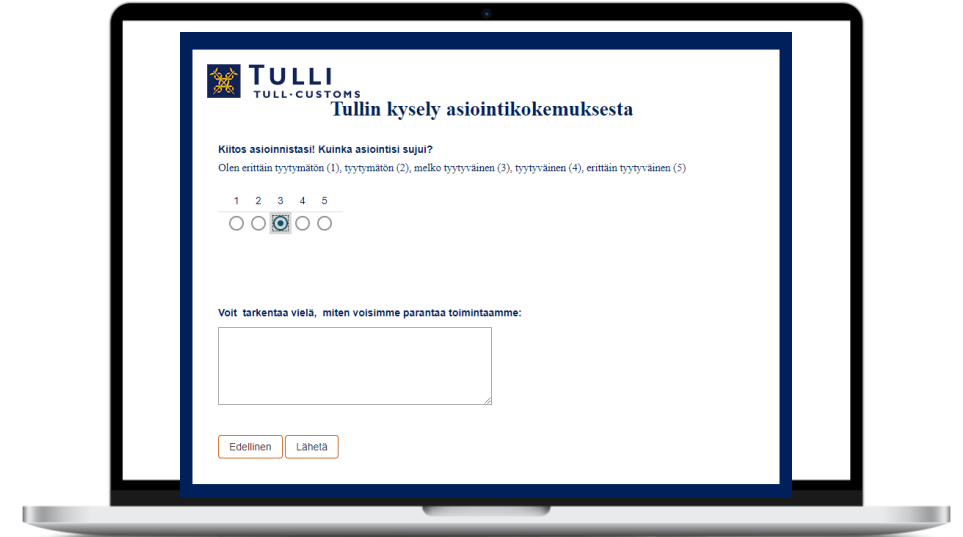 TULLI
TULL·CUSTOMS
Tullin kysely asiointikokemuksesta
Kiitos asioinnistasi! Kuinka asiointisi sujui?
Olen erittäin tyytymätön (1), tyytymätön (2), melko tyytyväinen (3), tyytyväinen (4), erittäin tyytyväinen (5)
1 2 3 4 5
Voit tarkentaa vielä, miten voisimme parantaa toimintaamme:
Edellinen Lähetä